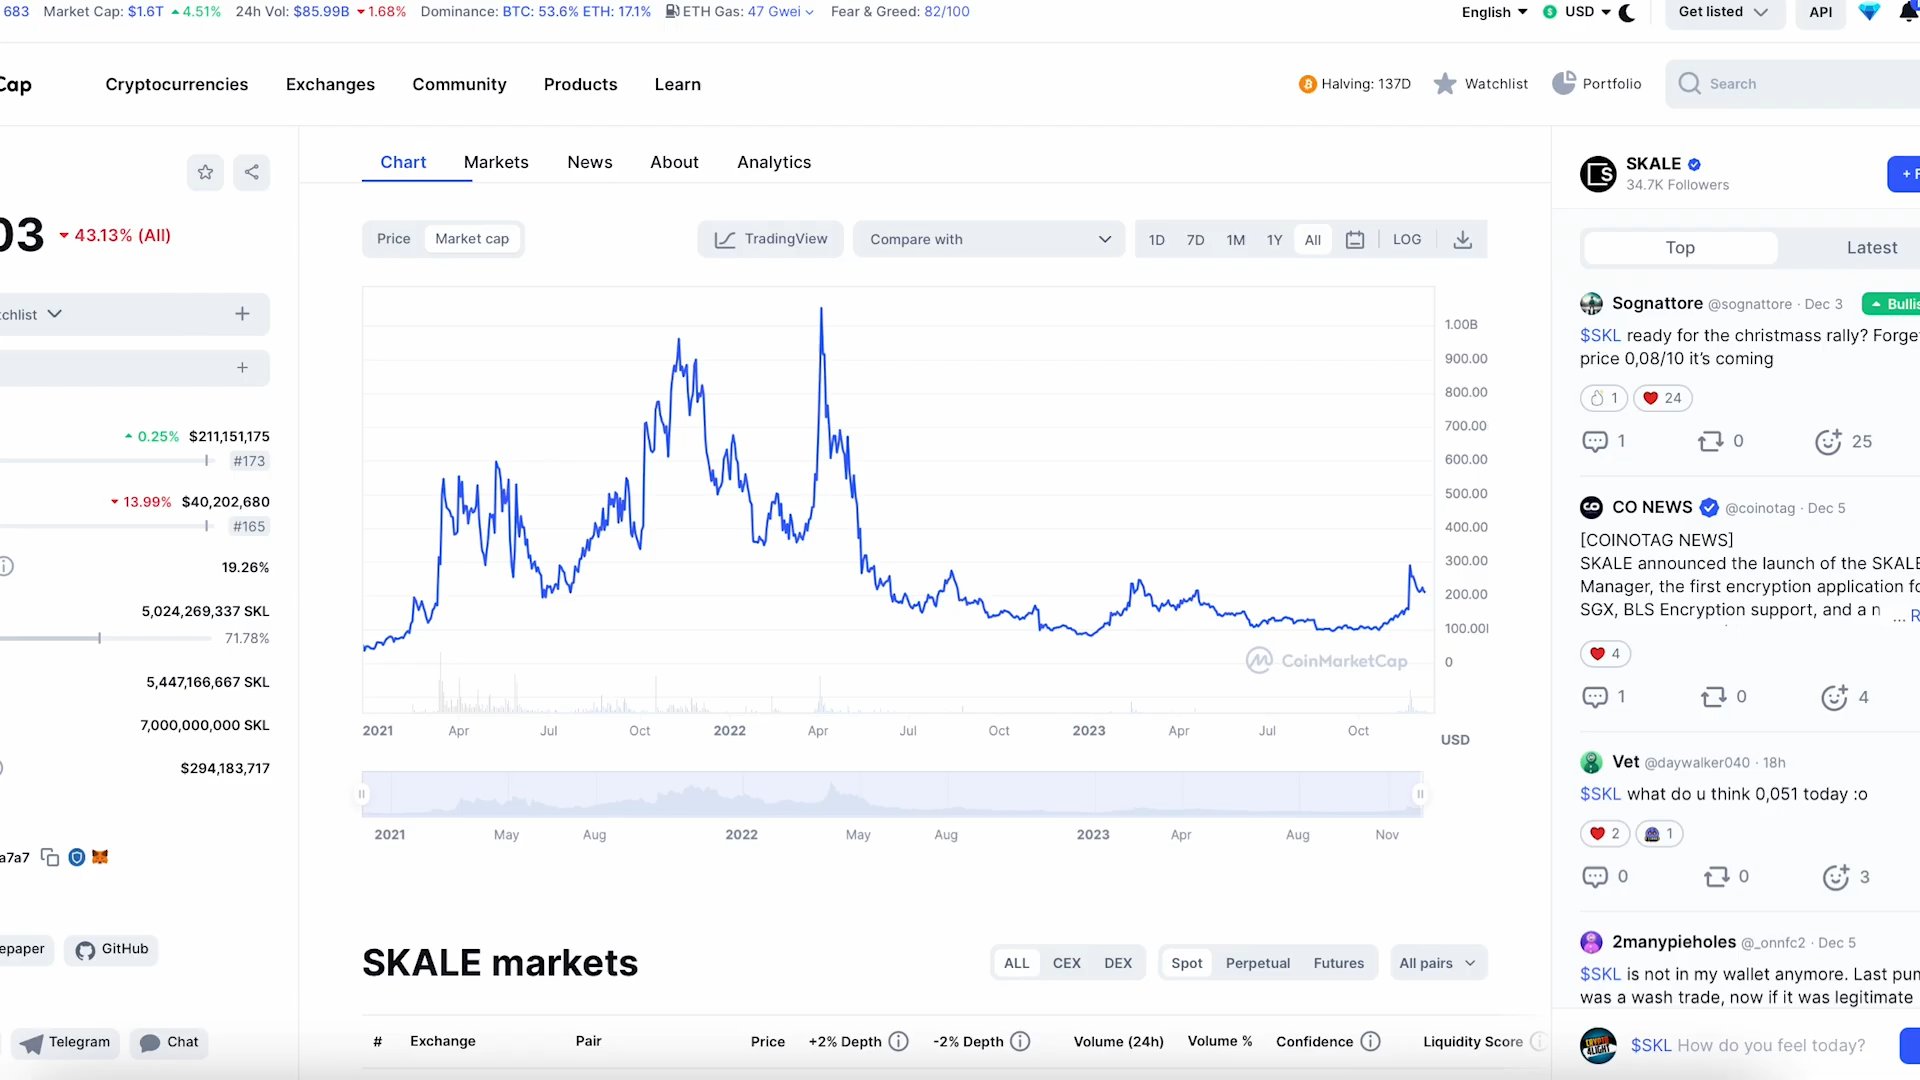 683 Market Cap: $1.6T 4.51% 24h Vol: $85.99B 1.68% Dominance: BTC: 53.6% ETH: 17.1% ETH Gas: 47 Gwei Fear & Greed: 82/100
English USD Get listed API
Cap Cryptocurrencies Exchanges Community Products Learn
Halving: 137D Watchlist Portfolio Search
03 43.13% (All)
chlist
0.25% $211,151,175
#173
13.99% $40,202,680
#165
19.26%
5,024,269,337 SKL
71.78%
5,447,166,667 SKL
7,000,000,000 SKL
$294,183,717
a7a7
epaper GitHub
Telegram Chat
Chart Markets News About Analytics
Price Market cap TradingView Compare with 1D 7D 1M 1Y All LOG
1.00B
900.00
800.00
700.00
600.00
500.00
400.00
300.00
200.00
100.00
0
CoinMarketCap
2021 Apr Jul Oct 2022 Apr Jul Oct 2023 Apr Jul Oct
USD
2021 May Aug 2022 May Aug 2023 Apr Aug Nov
SKALE markets
ALL CEX DEX Spot Perpetual Futures All pairs
# Exchange Pair Price +2% Depth -2% Depth Volume (24h) Volume % Confidence Liquidity Score
SKALE
34.7K Followers
+ F
Top Latest
Sognattore @sognattore · Dec 3 Bullis
$SKL ready for the christmass rally? Forge
price 0,08/10 it's coming
1 24
1 0 25
CO NEWS @coinotag · Dec 5
[COINOTAG NEWS]
SKALE announced the launch of the SKALE
Manager, the first encryption application fo
SGX, BLS Encryption support, and a n ... R
4
1 0 4
Vet @daywalker040 · 18h
$SKL what do u think 0,051 today :o
2 1
0 0 3
2manypieholes @_onnfc2 · Dec 5
$SKL is not in my wallet anymore. Last pum
was a wash trade, now if it was legitimate
CRYPTO
4LIGHT
$SKL How do you feel today?